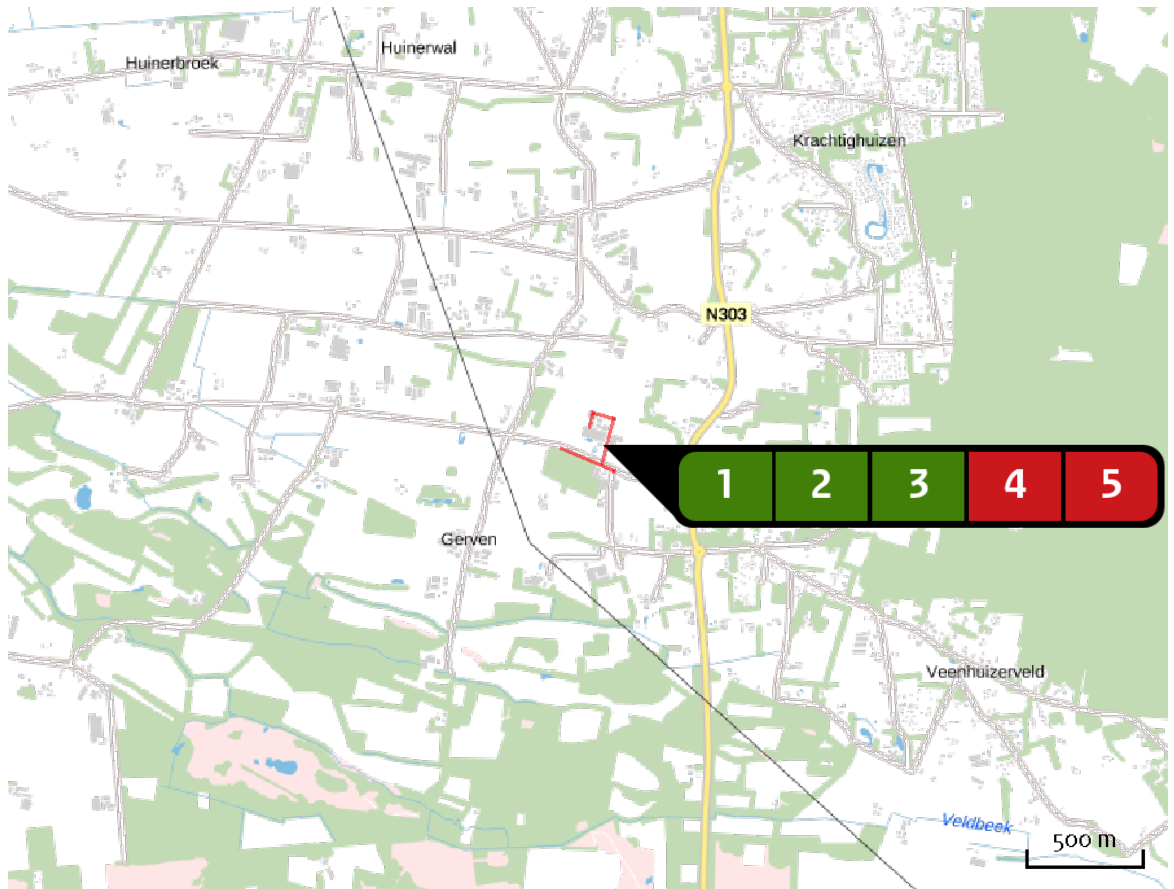 Huinerwal
Huinerbroek
Krachtighuizen
N303
1 2 3 4 5
Gerven
Veenhuizerveld
Veldbeek
500 m